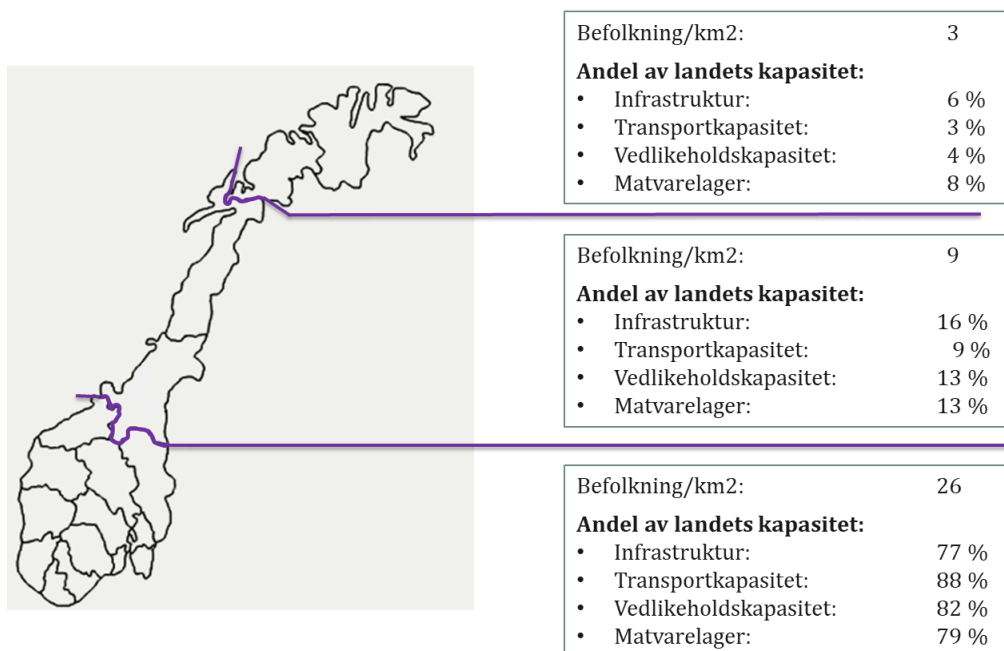 Befolkning/km2: 3
Andel av landets kapasitet:
• Infrastruktur: 6 %
• Transportkapasitet: 3 %
• Vedlikeholdskapasitet: 4 %
• Matvarelager: 8 %
Befolkning/km2: 9
Andel av landets kapasitet:
• Infrastruktur: 16 %
• Transportkapasitet: 9 %
• Vedlikeholdskapasitet: 13 %
• Matvarelager: 13 %
Befolkning/km2: 26
Andel av landets kapasitet:
• Infrastruktur: 77 %
• Transportkapasitet: 88 %
• Vedlikeholdskapasitet: 82 %
• Matvarelager: 79 %